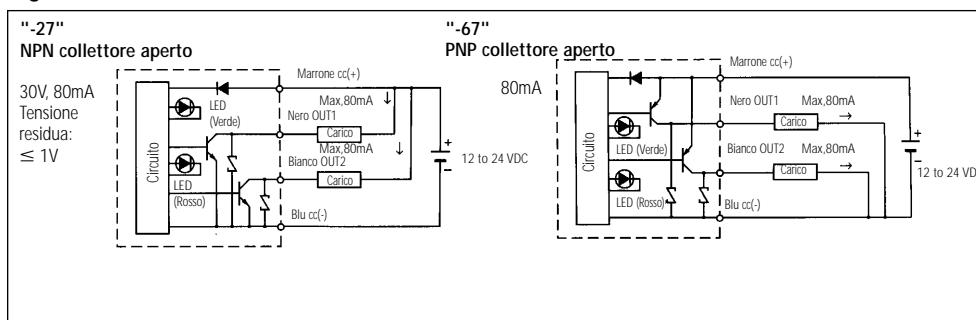 "-27"
NPN collettore aperto
30V, 80mA
Tensione
residua:
≤ 1V
Circuito
LED
(Verde)
LED
(Rosso)
Marrone cc(+)
Max,80mA
Nero OUT1
Carico
Max,80mA
Bianco OUT2
Carico
Blu cc(-)
+
−
12 to 24 VDC
"-67"
PNP collettore aperto
80mA
Circuito
LED (Verde)
LED (Rosso)
Marrone cc(+)
Nero OUT1
Max,80mA
Carico
Bianco OUT2
Max,80mA
Carico
Blu cc(-)
+
−
12 to 24 VD